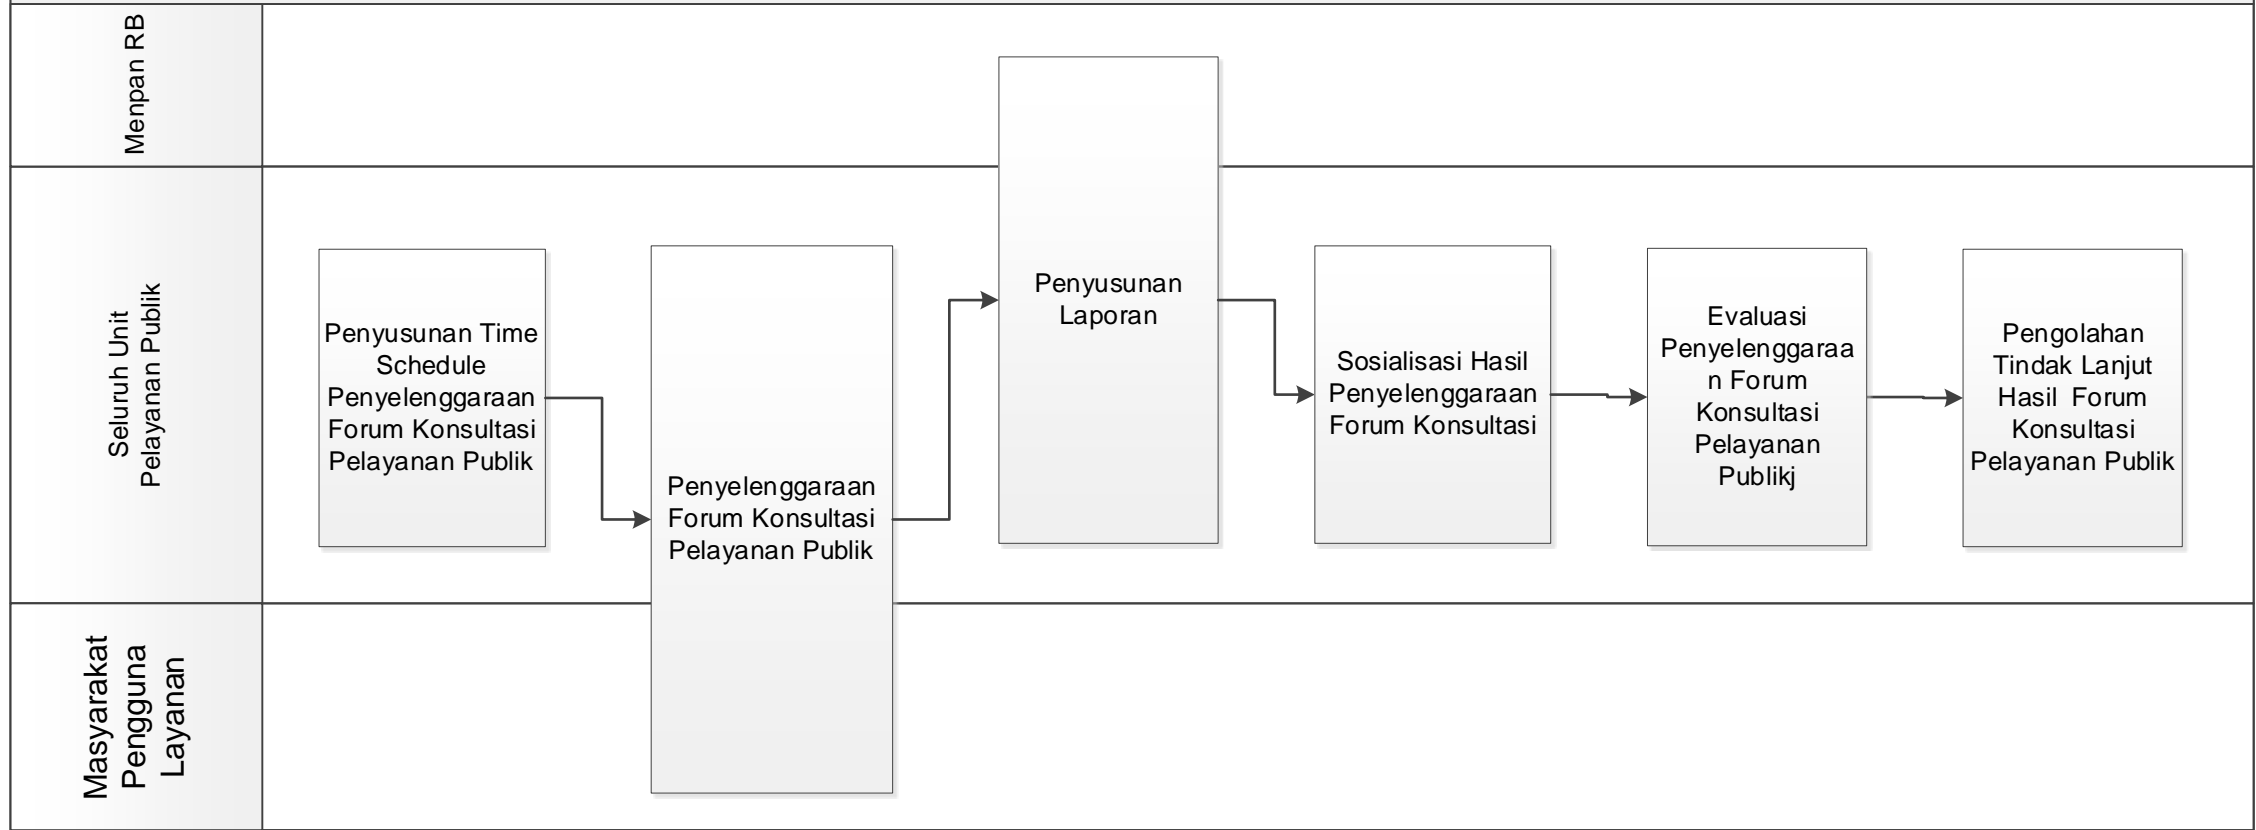 Menpan RB
Seluruh Unit
Pelayanan Publik
Masyarakat
Pengguna
Layanan
Penyusunan Time
Schedule
Penyelenggaraan
Forum Konsultasi
Pelayanan Publik
Penyelenggaraan
Forum Konsultasi
Pelayanan Publik
Penyusunan
Laporan
Sosialisasi Hasil
Penyelenggaraan
Forum Konsultasi
Evaluasi
Penyelenggaraa
n Forum
Konsultasi
Pelayanan
Publikj
Pengolahan
Tindak Lanjut
Hasil  Forum
Konsultasi
Pelayanan Publik